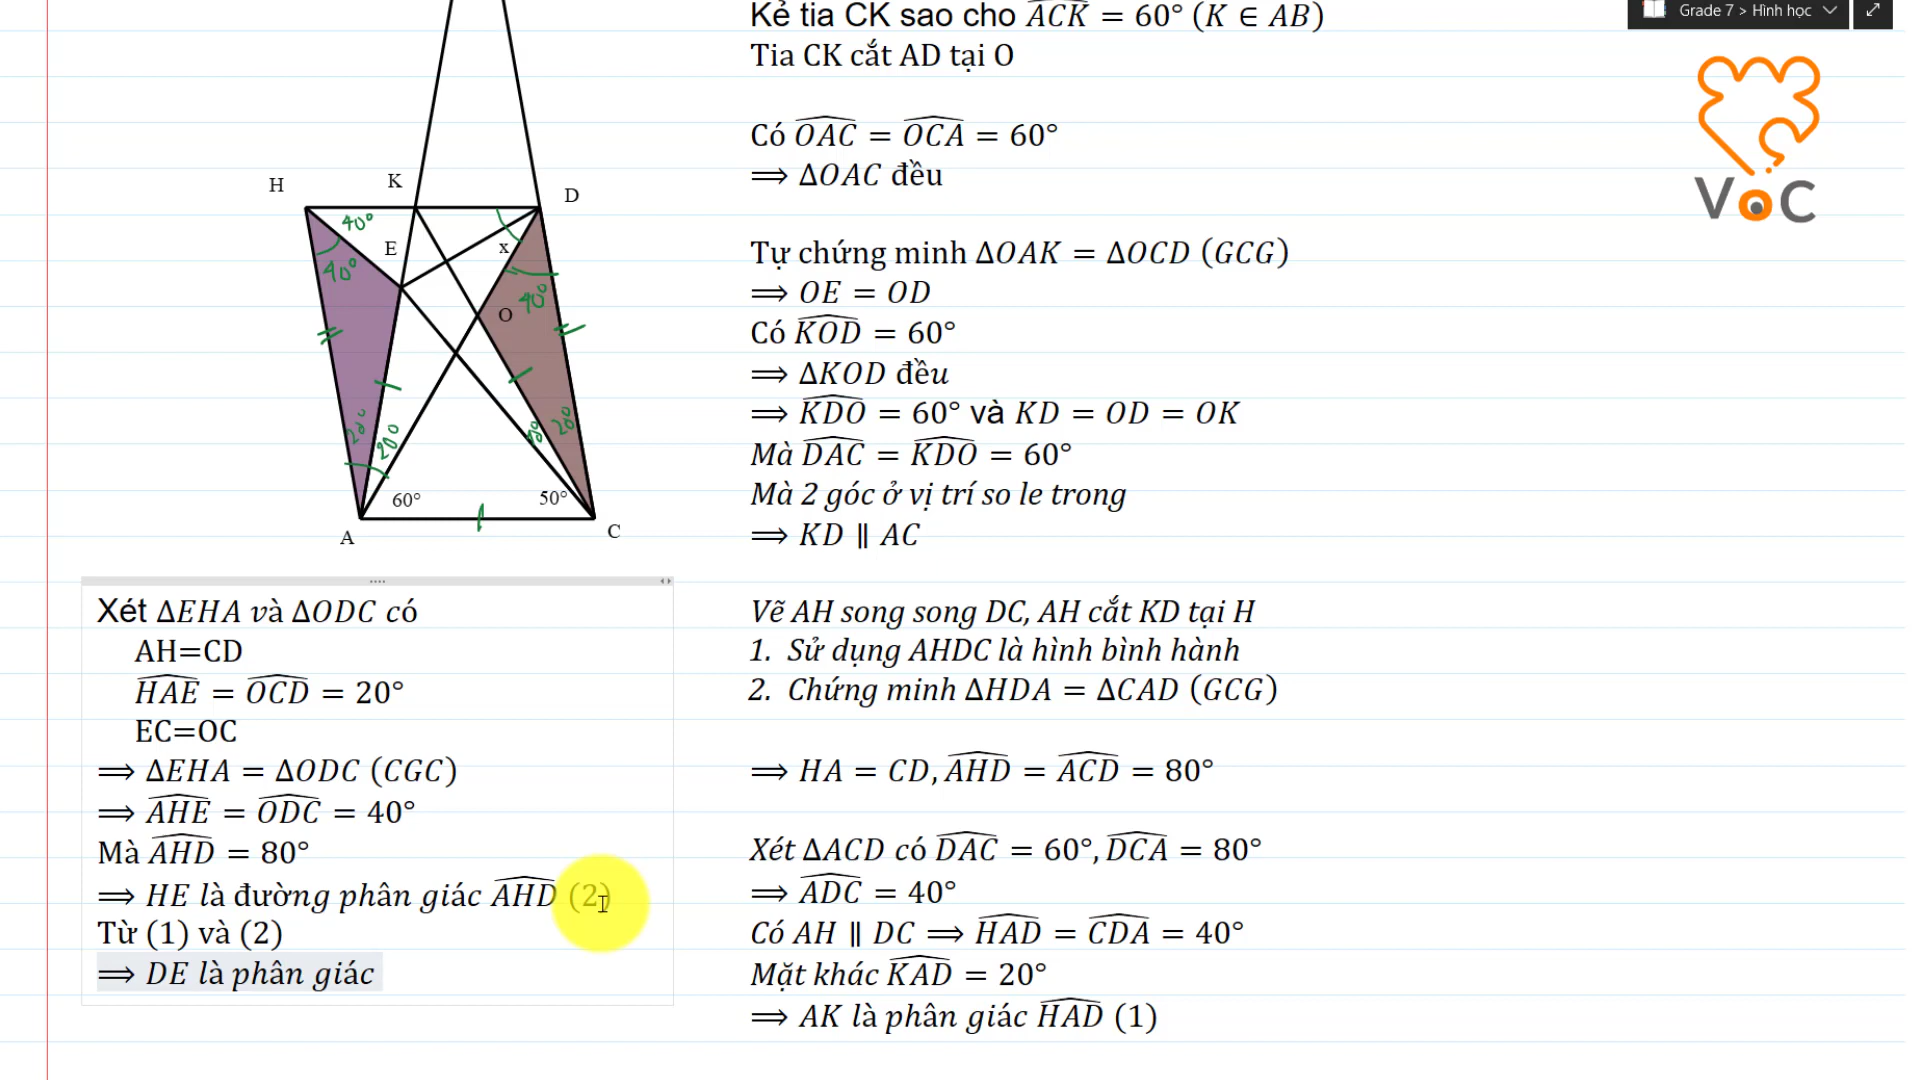 Kẻ tia CK sao cho ACK = 60° (K ∈ AB)
Tia CK cắt AD tại O
Có OAC = OCA = 60°
⟹ ΔOAC đều
Tự chứng minh ΔOAK = ΔOCD (GCG)
⟹ OE = OD
Có KOD = 60°
⟹ ΔKOD đều
⟹ KDO = 60° và KD = OD = OK
Mà DAC = KDO = 60°
Mà 2 góc ở vị trí so le trong
⟹ KD ∥ AC
Vẽ AH song song DC, AH cắt KD tại H
1. Sử dụng AHDC là hình bình hành
2. Chứng minh ΔHDA = ΔCAD (GCG)
⟹ HA = CD, AHD = ACD = 80°
Xét ΔACD có DAC = 60°, DCA = 80°
⟹ ADC = 40°
Có AH ∥ DC ⟹ HAD = CDA = 40°
Mặt khác KAD = 20°
⟹ AK là phân giác HAD (1)
Xét ΔEHA và ΔODC có
AH=CD
HAE = OCD = 20°
EC=OC
⟹ ΔEHA = ΔODC (CGC)
⟹ AHE = ODC = 40°
Mà AHD = 80°
⟹ HE là đường phân giác AHD (2)
Từ (1) và (2)
⟹ DE là phân giác
H
K
D
40°
E
x
40°
40°
O
20°
20°
20°
60°
50°
A
C
Grade 7 > Hình học
VOC